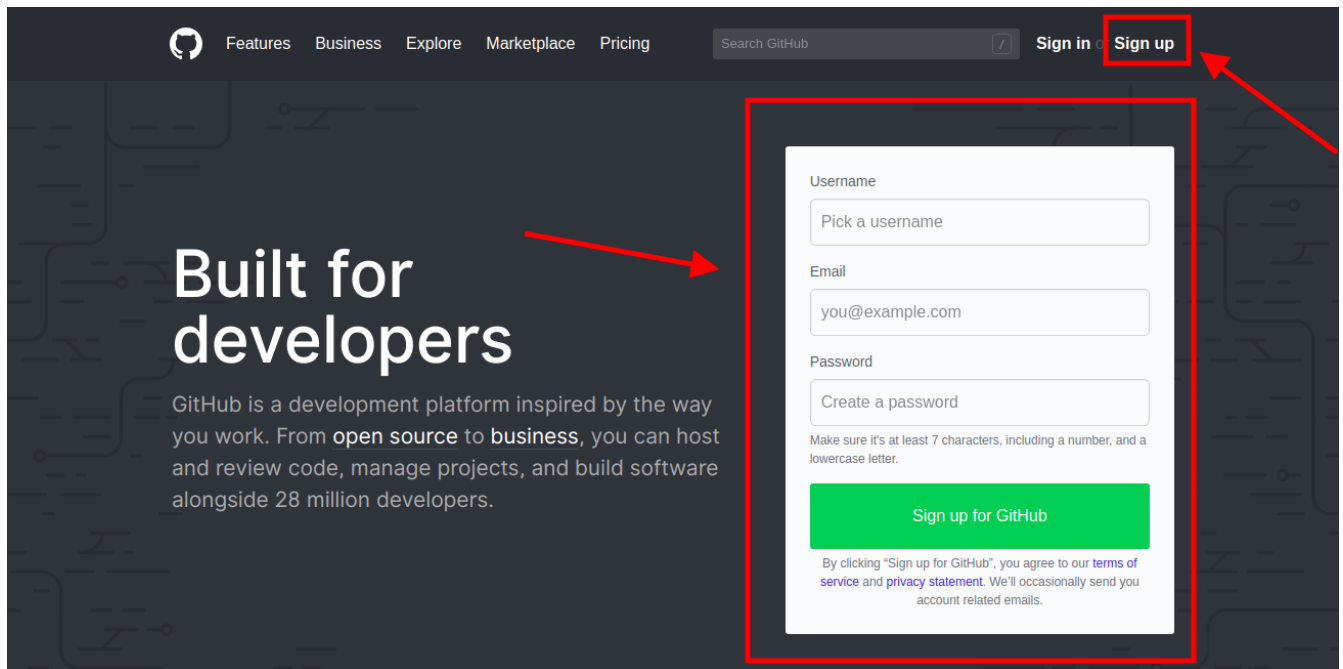 Features Business Explore Marketplace Pricing Search GitHub / Sign in or Sign up
Built for
developers
GitHub is a development platform inspired by the way
you work. From open source to business, you can host
and review code, manage projects, and build software
alongside 28 million developers.
Username
Pick a username
Email
you@example.com
Password
Create a password
Make sure it's at least 7 characters, including a number, and a
lowercase letter.
Sign up for GitHub
By clicking “Sign up for GitHub”, you agree to our terms of
service and privacy statement. We’ll occasionally send you
account related emails.